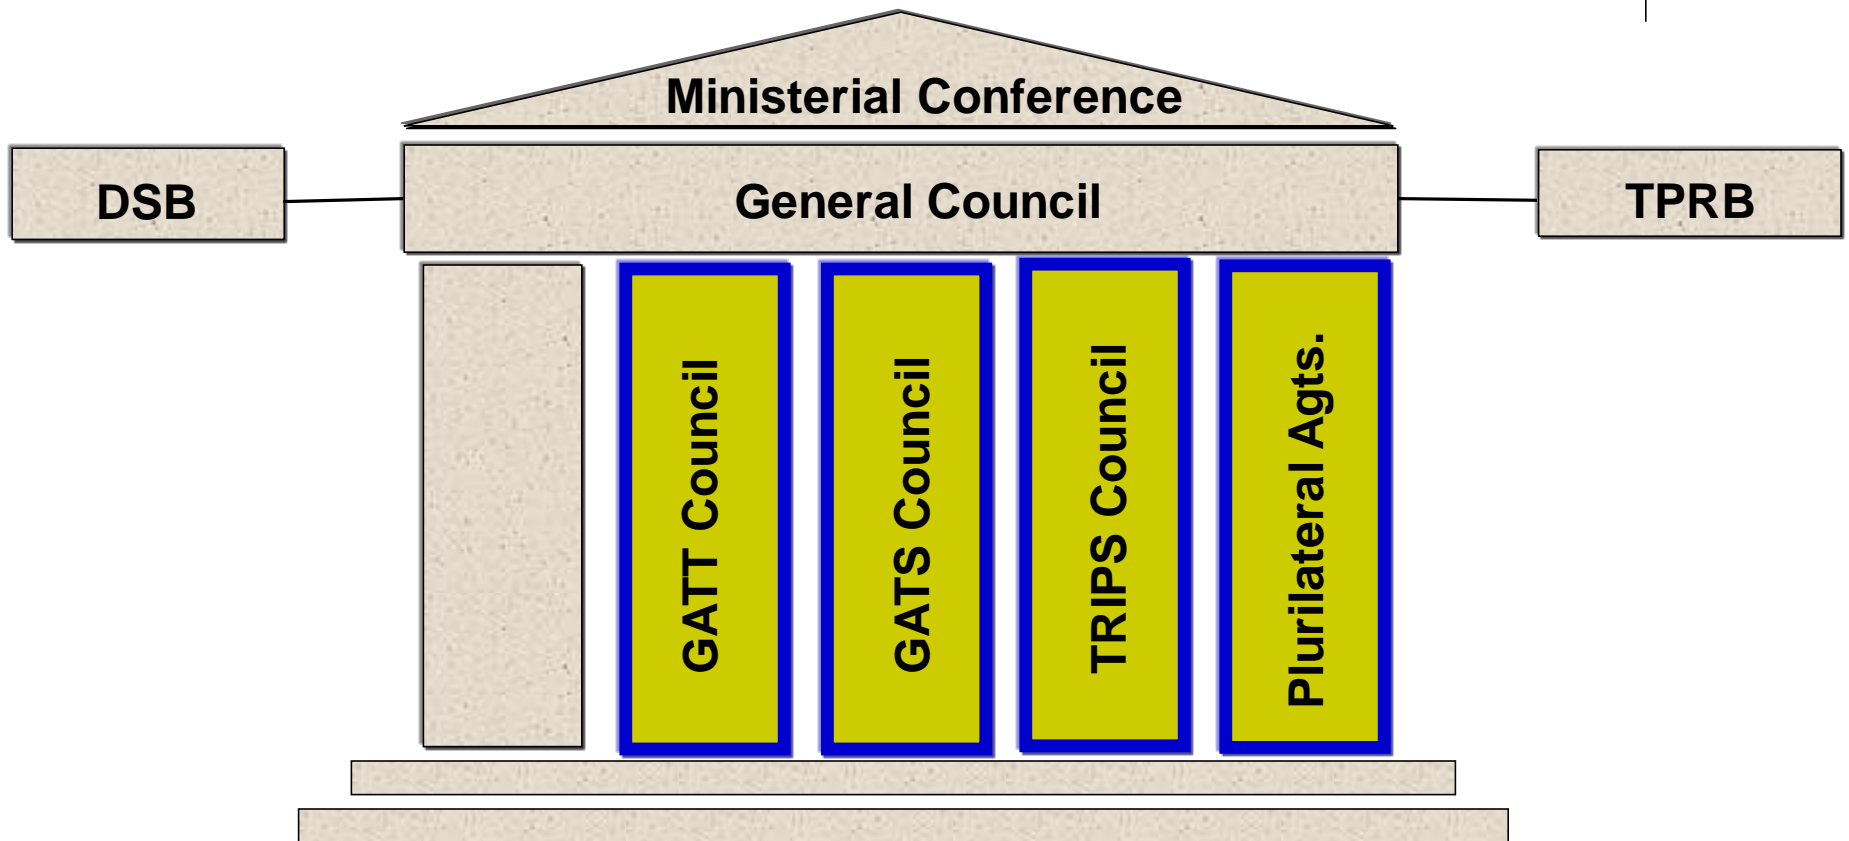 Ministerial Conference
DSB
General Council
TPRB
GATT Council
GATS Council
TRIPS Council
Plurilateral Agts.